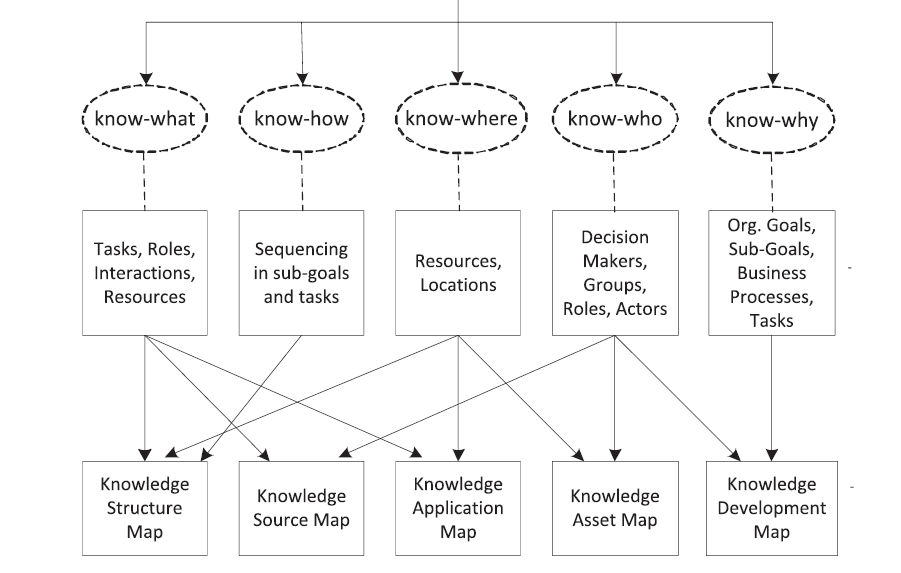 know-what
know-how
know-where
know-who
know-why
Tasks, Roles,
Interactions,
Resources
Sequencing
in sub-goals
and tasks
Resources,
Locations
Decision
Makers,
Groups,
Roles, Actors
Org. Goals,
Sub-Goals,
Business
Processes,
Tasks
Knowledge
Structure
Map
Knowledge
Source Map
Knowledge
Application
Map
Knowledge
Asset Map
Knowledge
Development
Map